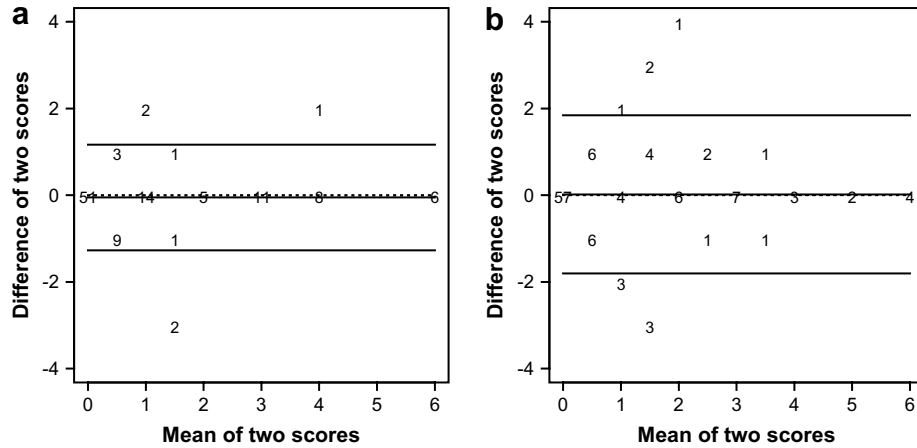 a
4
2
0
-2
-4
Difference of two scores
2 1
3 1
51 14 5 11 8 6
9 1
2
0 1 2 3 4 5 6
Mean of two scores
b
4
2
0
-2
-4
Difference of two scores
1
2
1
6 4 2 1
57 4 6 7 3 2 4
6 1 1
3
3
0 1 2 3 4 5 6
Mean of two scores